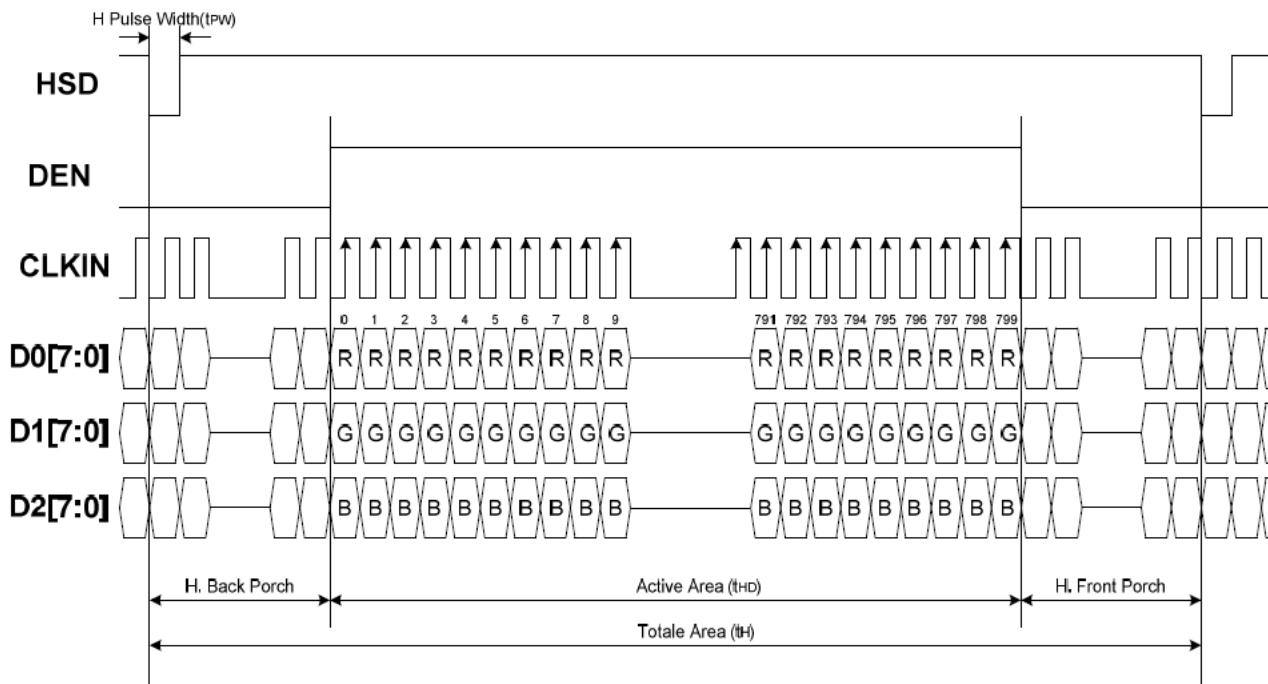 H Pulse Width(tPW)
HSD
DEN
CLKIN
0 1 2 3 4 5 6 7 8 9 791 792 793 794 795 796 797 798 799
D0[7:0] R R R R R R R R R R R R R R R R R R R
D1[7:0] G G G G G G G G G G G G G G G G G G G
D2[7:0] B B B B B B B B B B B B B B B B B B B
H. Back Porch Active Area (tHD) H. Front Porch
Totale Area (tH)